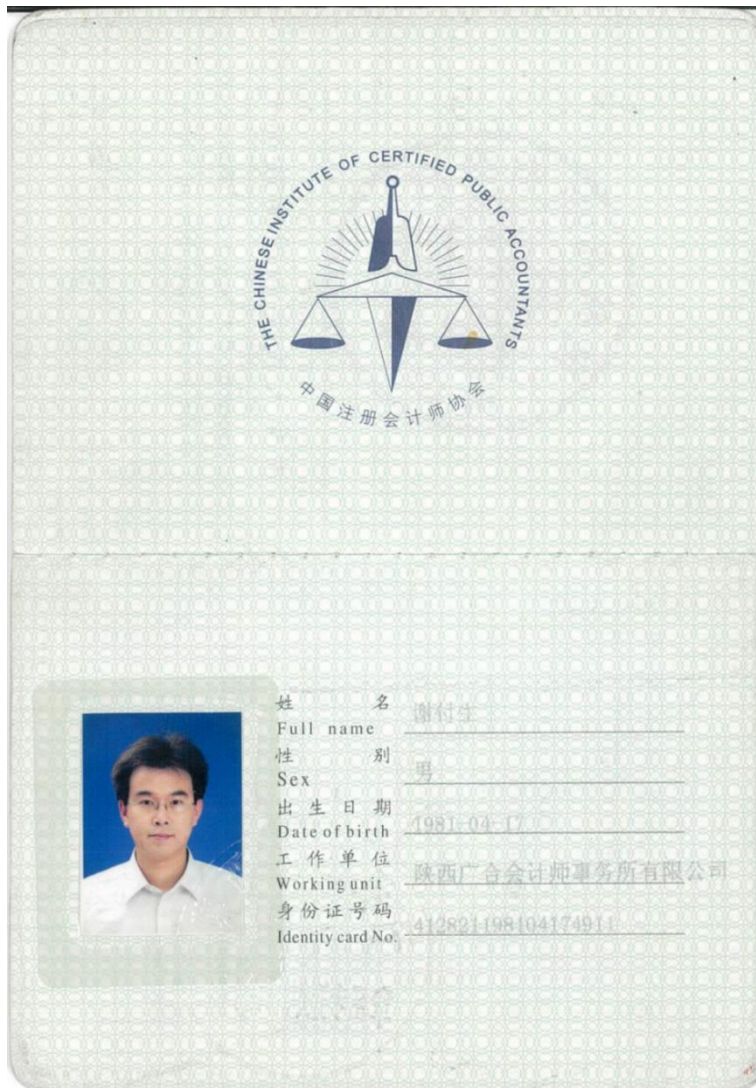 THE CHINESE INSTITUTE OF CERTIFIED PUBLIC ACCOUNTANTS
中国注册会计师协会
姓名 谢付生
Full name
性别 男
Sex
出生日期 1981-04-17
Date of birth
工作单位 陕西广合会计师事务所有限公司
Working unit
身份证号码 412821198104174911
Identity card No.